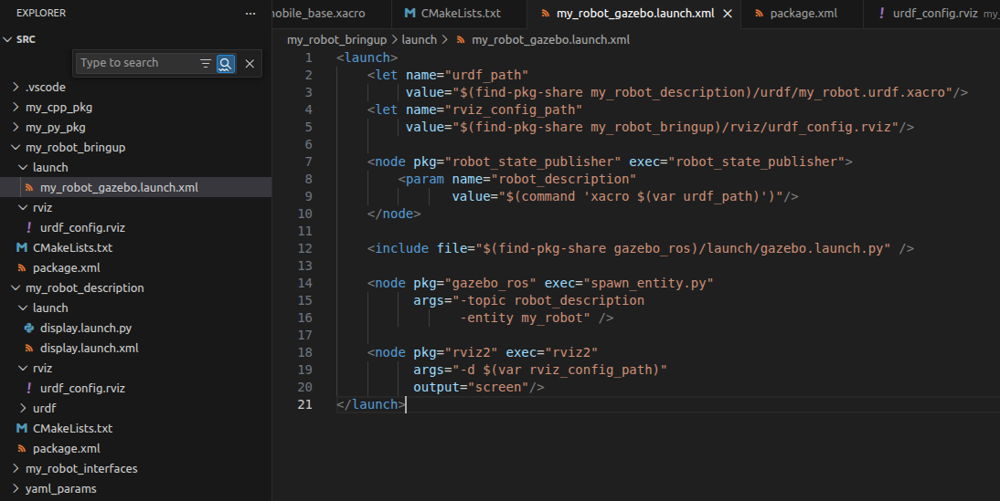 EXPLORER
SRC
Type to search
.vscode
my_cpp_pkg
my_py_pkg
my_robot_bringup
launch
my_robot_gazebo.launch.xml
rviz
urdf_config.rviz
CMakeLists.txt
package.xml
my_robot_description
launch
display.launch.py
display.launch.xml
rviz
urdf_config.rviz
urdf
CMakeLists.txt
package.xml
my_robot_interfaces
yaml_params
mobile_base.xacro CMakeLists.txt my_robot_gazebo.launch.xml package.xml urdf_config.rviz my_
my_robot_bringup > launch > my_robot_gazebo.launch.xml
1 <launch>
2 <let name="urdf_path"
3 value="$(find-pkg-share my_robot_description)/urdf/my_robot.urdf.xacro"/>
4 <let name="rviz_config_path"
5 value="$(find-pkg-share my_robot_bringup)/rviz/urdf_config.rviz"/>
6
7 <node pkg="robot_state_publisher" exec="robot_state_publisher">
8 <param name="robot_description"
9 value="$(command 'xacro $(var urdf_path)')"/>
10 </node>
11
12 <include file="$(find-pkg-share gazebo_ros)/launch/gazebo.launch.py" />
13
14 <node pkg="gazebo_ros" exec="spawn_entity.py"
15 args="-topic robot_description
16 -entity my_robot" />
17
18 <node pkg="rviz2" exec="rviz2"
19 args="-d $(var rviz_config_path)"
20 output="screen"/>
21 </launch>